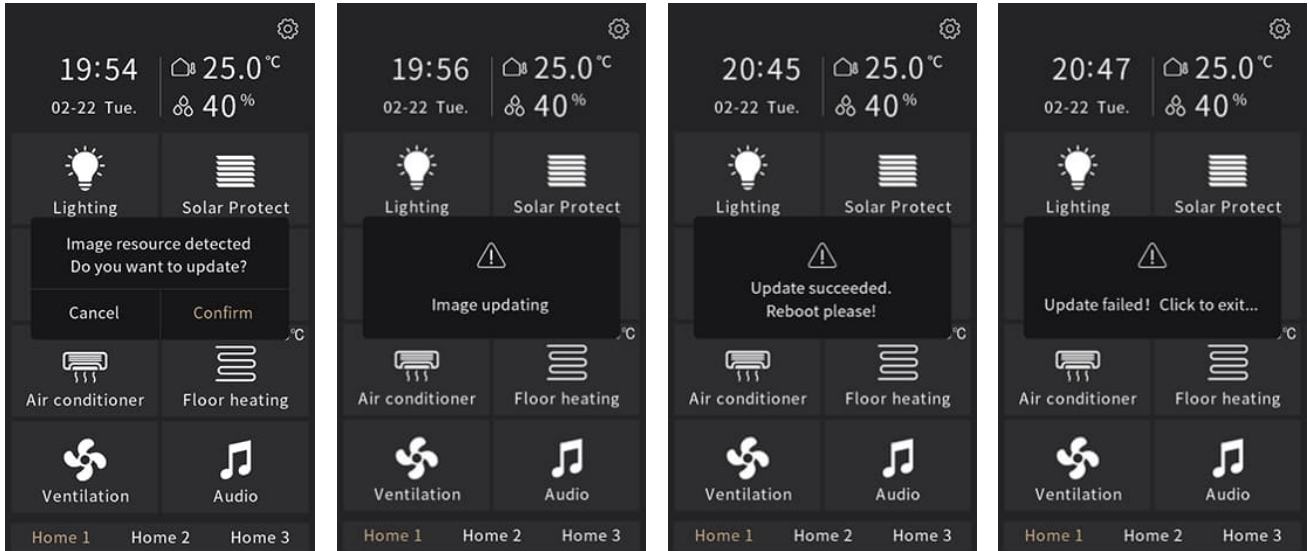 19:54
25.0℃
02-22 Tue.
40%
Lighting
Solar Protect
Image resource detected
Do you want to update?
Cancel
Confirm
℃
Air conditioner
Floor heating
Ventilation
Audio
Home 1
Home 2
Home 3
19:56
25.0℃
02-22 Tue.
40%
Lighting
Solar Protect
Image updating
℃
Air conditioner
Floor heating
Ventilation
Audio
Home 1
Home 2
Home 3
20:45
25.0℃
02-22 Tue.
40%
Lighting
Solar Protect
Update succeeded.
Reboot please!
℃
Air conditioner
Floor heating
Ventilation
Audio
Home 1
Home 2
Home 3
20:47
25.0℃
02-22 Tue.
40%
Lighting
Solar Protect
Update failed! Click to exit...
℃
Air conditioner
Floor heating
Ventilation
Audio
Home 1
Home 2
Home 3